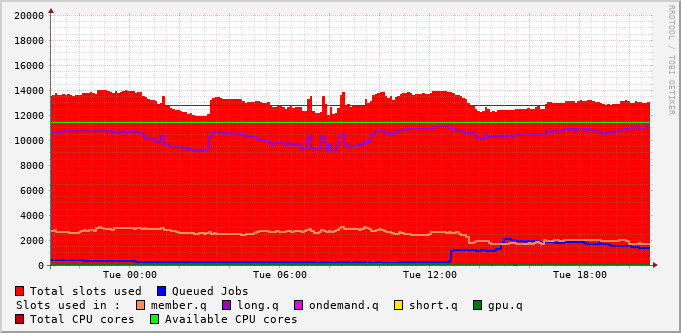 RRDTOOL / TOBI OETIKER
20000
18000
16000
14000
12000
10000
8000
6000
4000
2000
0
Tue 00:00 Tue 06:00 Tue 12:00 Tue 18:00
Total slots used Queued Jobs
Slots used in : member.q long.q ondemand.q short.q gpu.q
Total CPU cores Available CPU cores